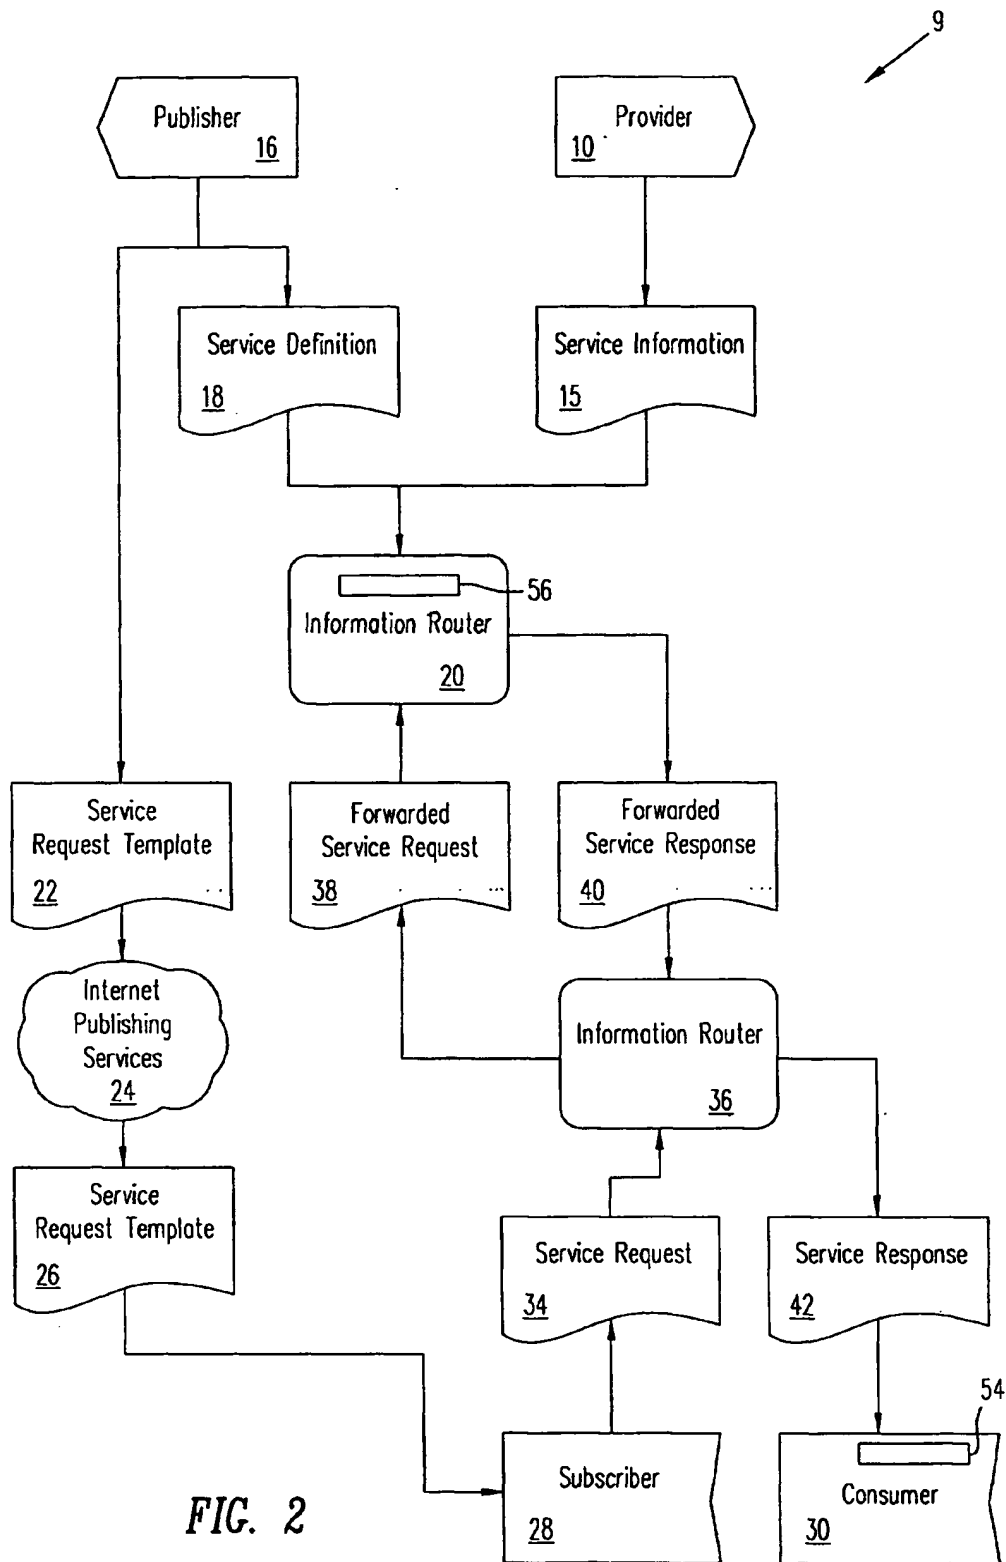 9
Publisher
16
Provider
10
Service Definition
18
Service Information
15
56
Information Router
20
Service
Request Template
22
Forwarded
Service Request
38
Forwarded
Service Response
40
Internet
Publishing
Services
24
Information Router
36
Service
Request Template
26
Service Request
34
Service Response
42
54
Subscriber
28
Consumer
30
FIG. 2